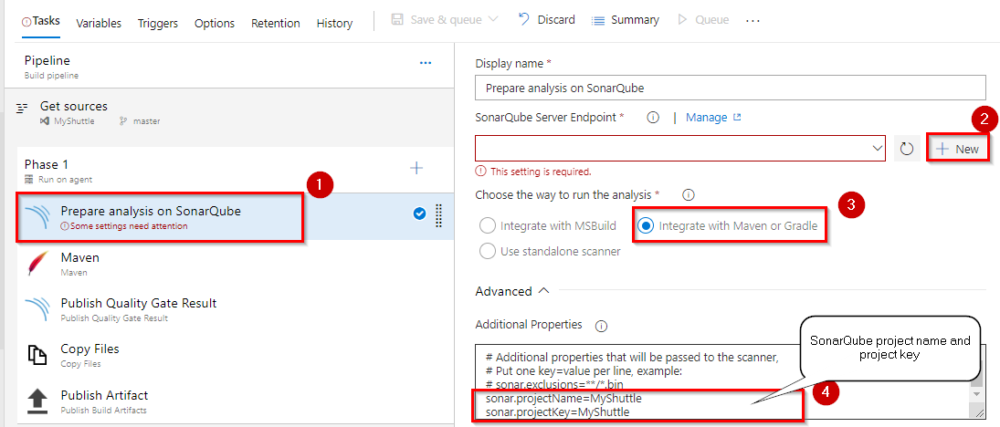 Tasks Variables Triggers Options Retention History
Save & queue Discard Summary Queue ...
Pipeline
Build pipeline
Get sources
MyShuttle master
Phase 1
Run on agent
1
Prepare analysis on SonarQube
Some settings need attention
Maven
Maven
Publish Quality Gate Result
Publish Quality Gate Result
Copy Files
Copy Files
Publish Artifact
Publish Build Artifacts
Display name *
Prepare analysis on SonarQube
SonarQube Server Endpoint * | Manage
2
New
This setting is required.
Choose the way to run the analysis *
3
Integrate with MSBuild Integrate with Maven or Gradle
Use standalone scanner
Advanced
Additional Properties
SonarQube project name and
project key
# Additional properties that will be passed to the scanner,
# Put one key=value per line, example:
# sonar.exclusions=**/*.bin
4
sonar.projectName=MyShuttle
sonar.projectKey=MyShuttle